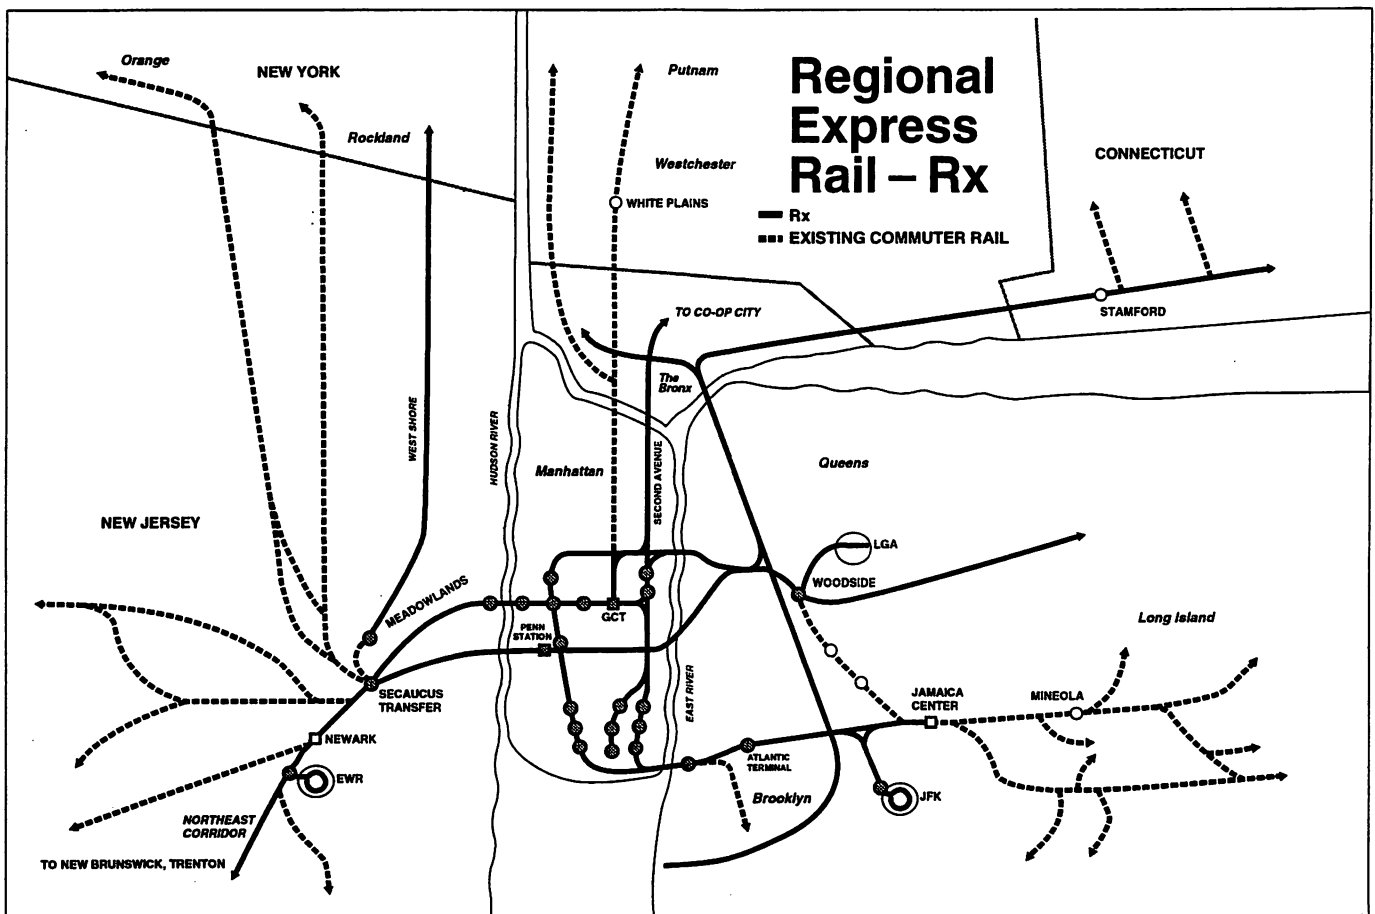 Regional
Express
Rail – Rx
Rx
EXISTING COMMUTER RAIL
Orange
NEW YORK
Putnam
Rockland
Westchester
CONNECTICUT
WHITE PLAINS
STAMFORD
TO CO-OP CITY
The
Bronx
WEST SHORE
HUDSON RIVER
Manhattan
SECOND AVENUE
Queens
NEW JERSEY
LGA
WOODSIDE
MEADOWLANDS
GCT
PENN
STATION
Long Island
SECAUCUS
TRANSFER
EAST RIVER
JAMAICA
CENTER
MINEOLA
NEWARK
ATLANTIC
TERMINAL
EWR
Brooklyn
JFK
NORTHEAST
CORRIDOR
TO NEW BRUNSWICK, TRENTON